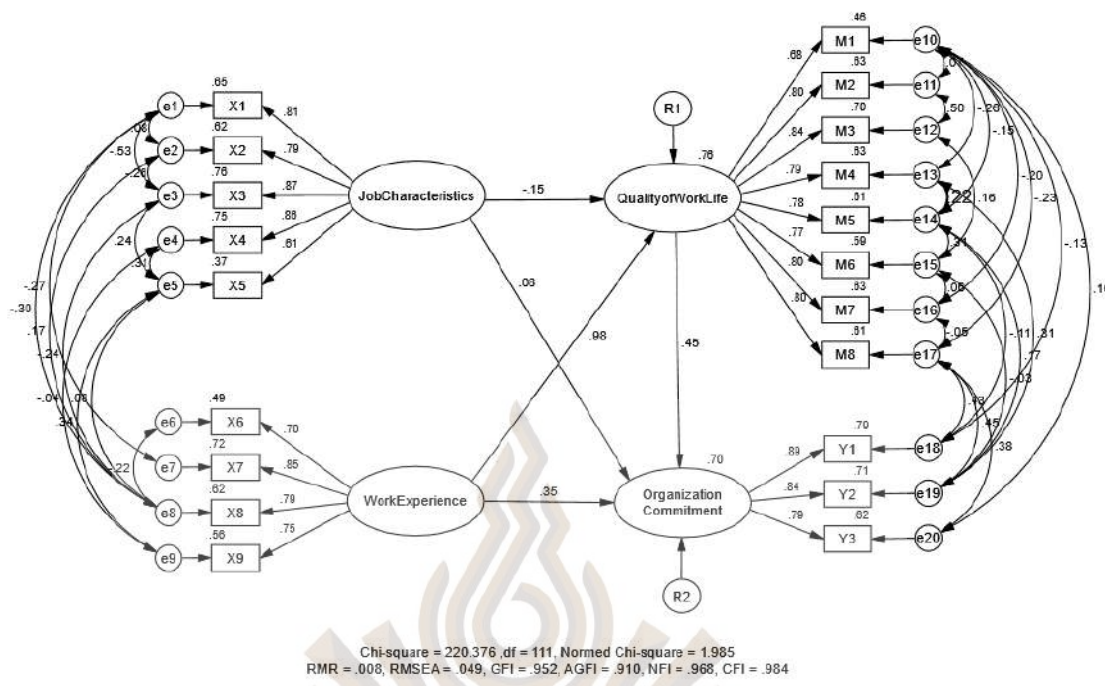 .46
M1
e10
.68
.63
M2
e11
.80
.50
.70
M3
e12
.84
-.26
-.15
.63
M4
e13
.79
-.20
.22
.16
-.23
.61
M5
e14
.78
.31
-.13
.59
M6
e15
.77
.06
.63
M7
e16
.80
-.05
.61
M8
e17
.80
-.11
.31
-.03
.43
.45
.38
R1
.76
QualityofWorkLife
.65
e1
X1
.81
.08
.62
e2
X2
.79
-.53
.76
e3
X3
.87
.75
e4
X4
.24
.31
.37
e5
X5
.61
JobCharacteristics
-.15
.03
.98
.45
-.27
-.30
.17
-.24
-.04
.34
.49
e6
X6
.70
.72
e7
X7
.85
-.22
.62
e8
X8
.79
.56
e9
X9
.75
WorkExperience
.35
.70
Organization
Commitment
R2
.70
Y1
e18
.89
.71
Y2
e19
.84
.62
Y3
e20
.79
Chi-square = 220.376 ,df = 111, Normed Chi-square = 1.985
RMR = .008, RMSEA = .049, GFI = .952, AGFI = .910, NFI = .968, CFI = .984